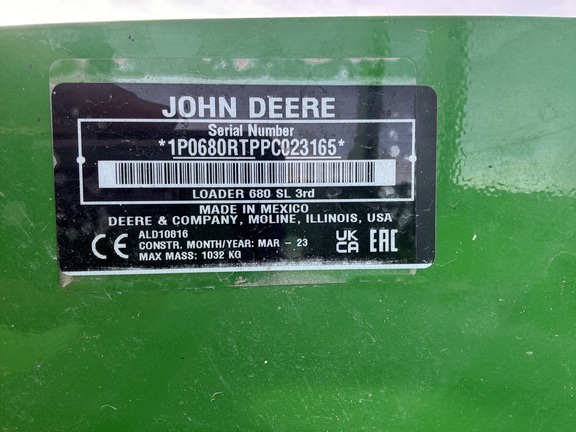 JOHN DEERE
Serial Number
*1P0680RTPPC023165*
LOADER 680 SL 3rd
MADE IN MEXICO
DEERE & COMPANY, MOLINE, ILLINOIS, USA
ALD10816
CONSTR. MONTH/YEAR: MAR - 23
MAX MASS: 1032 KG
CE
UK
CA
EAC